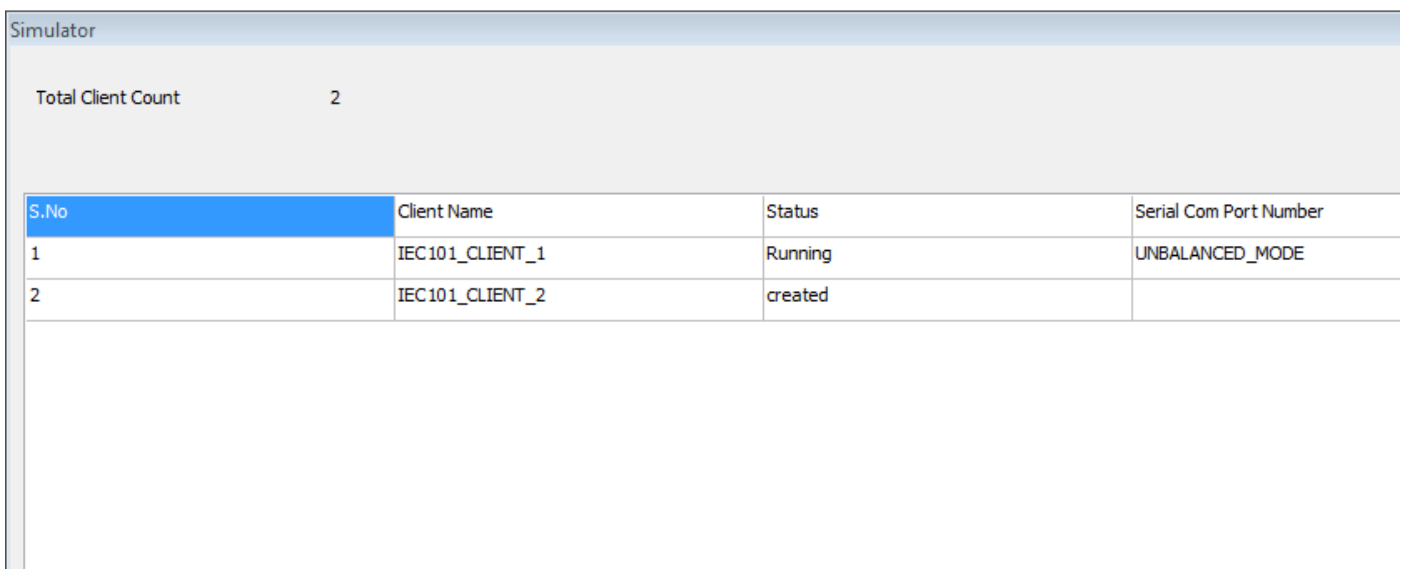 Simulator
Total Client Count 2
S.No Client Name Status Serial Com Port Number
1 IEC101_CLIENT_1 Running UNBALANCED_MODE
2 IEC101_CLIENT_2 created